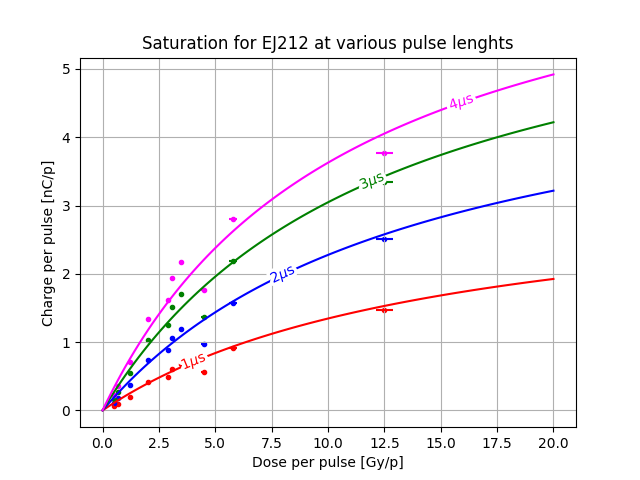 Saturation for EJ212 at various pulse lenghts
Charge per pulse [nC/p]
5
4
3
2
1
0
4μs
3μs
2μs
1μs
0.0 2.5 5.0 7.5 10.0 12.5 15.0 17.5 20.0
Dose per pulse [Gy/p]